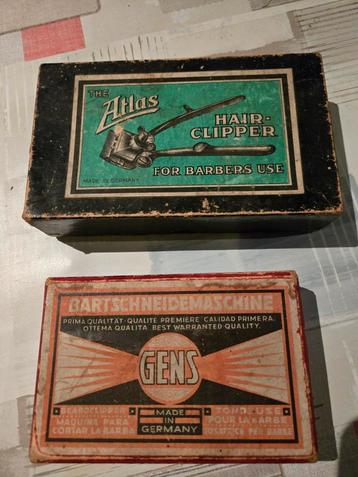 THE
Atlas
HAIR-
CLIPPER
FOR BARBERS USE
MADE IN GERMANY
BARTSCHNEIDEMASCHINE
PRIMA QUALITÄT-QUALITE PREMIERE CALIDAD PRIMERA.
OTTEMA QUALITA BEST WARRANTED QUALITY.
GENS
BEARDCLIPPER
MAQUINA PARA
CORTAR LA BARBA
MADE
IN
GERMANY
TONDEUSE
POUR LA BARBE
TOSATRICE PER BARBE